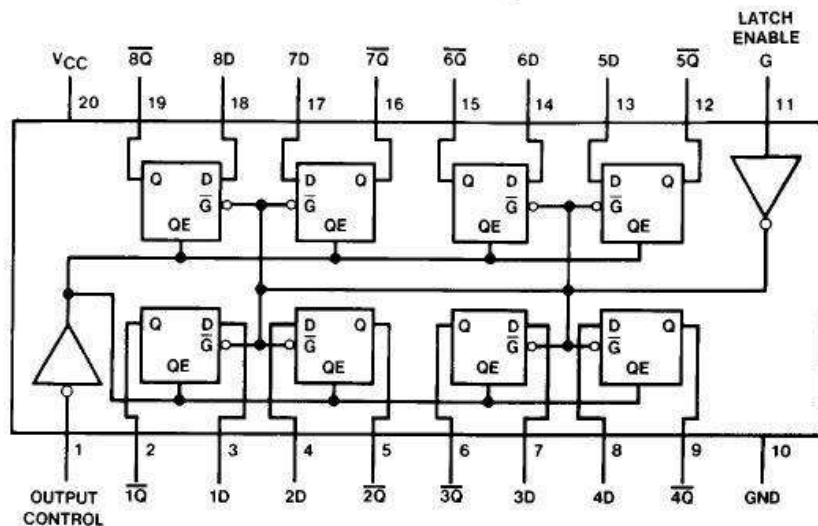 LATCH
ENABLE
VCC 8Q̅ 8D 7D 7Q̅ 6Q̅ 6D 5D 5Q̅ G
20 19 18 17 16 15 14 13 12 11
Q D D Q Q D D Q
G̅ G̅ G̅ G̅
QE QE QE QE
Q D D Q Q D D Q
G̅ G̅ G̅ G̅
QE QE QE QE
1 2 3 4 5 6 7 8 9 10
1Q̅ 1D 2D 2Q̅ 3Q̅ 3D 4D 4Q̅ GND
OUTPUT
CONTROL